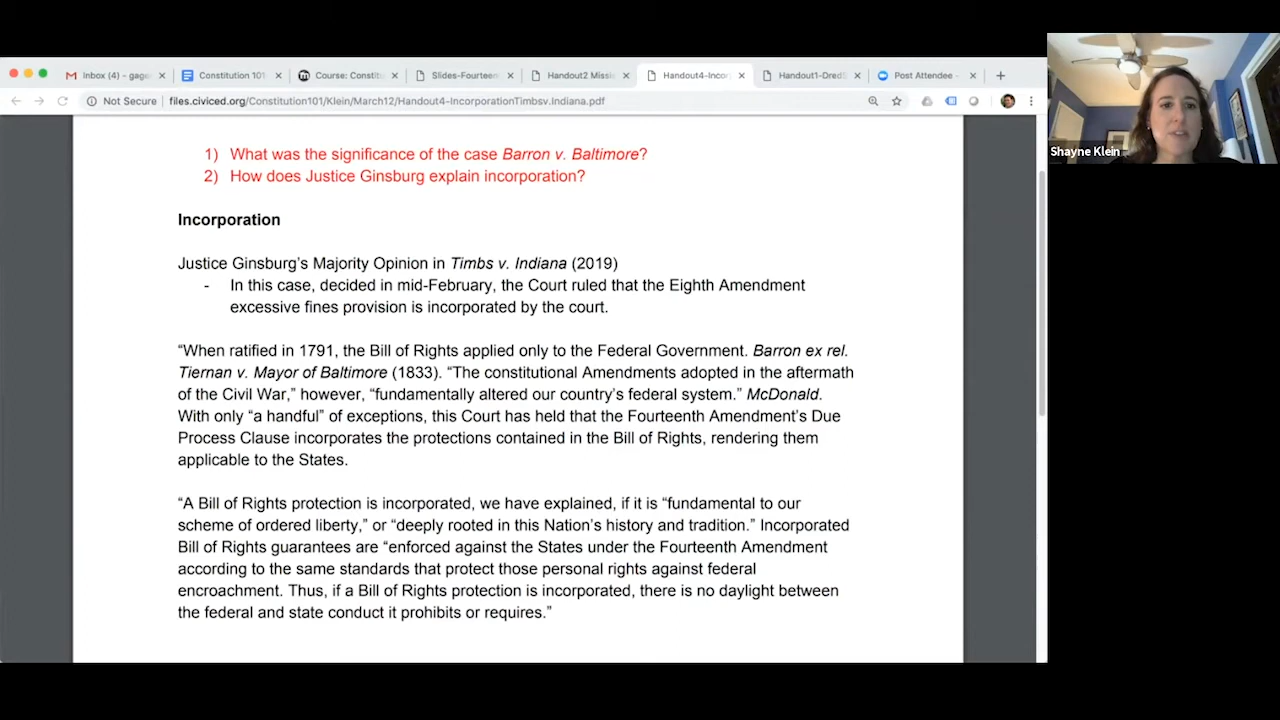 Inbox (4) – gage
Constitution 101
Course: Constit
Slides-Fourteen
Handout2 Missi
Handout4-Incor
Handout1-DredS
Post Attendee -
Not Secure
files.civiced.org/Constitution101/Klein/March12/Handout4-IncorporationTimbsv.Indiana.pdf
Shayne Klein
1) What was the significance of the case Barron v. Baltimore?
2) How does Justice Ginsburg explain incorporation?
Incorporation
Justice Ginsburg's Majority Opinion in Timbs v. Indiana (2019)
- In this case, decided in mid-February, the Court ruled that the Eighth Amendment
excessive fines provision is incorporated by the court.
“When ratified in 1791, the Bill of Rights applied only to the Federal Government. Barron ex rel.
Tiernan v. Mayor of Baltimore (1833). “The constitutional Amendments adopted in the aftermath
of the Civil War,” however, “fundamentally altered our country’s federal system.” McDonald.
With only “a handful” of exceptions, this Court has held that the Fourteenth Amendment’s Due
Process Clause incorporates the protections contained in the Bill of Rights, rendering them
applicable to the States.
“A Bill of Rights protection is incorporated, we have explained, if it is “fundamental to our
scheme of ordered liberty,” or “deeply rooted in this Nation’s history and tradition.” Incorporated
Bill of Rights guarantees are “enforced against the States under the Fourteenth Amendment
according to the same standards that protect those personal rights against federal
encroachment. Thus, if a Bill of Rights protection is incorporated, there is no daylight between
the federal and state conduct it prohibits or requires.”